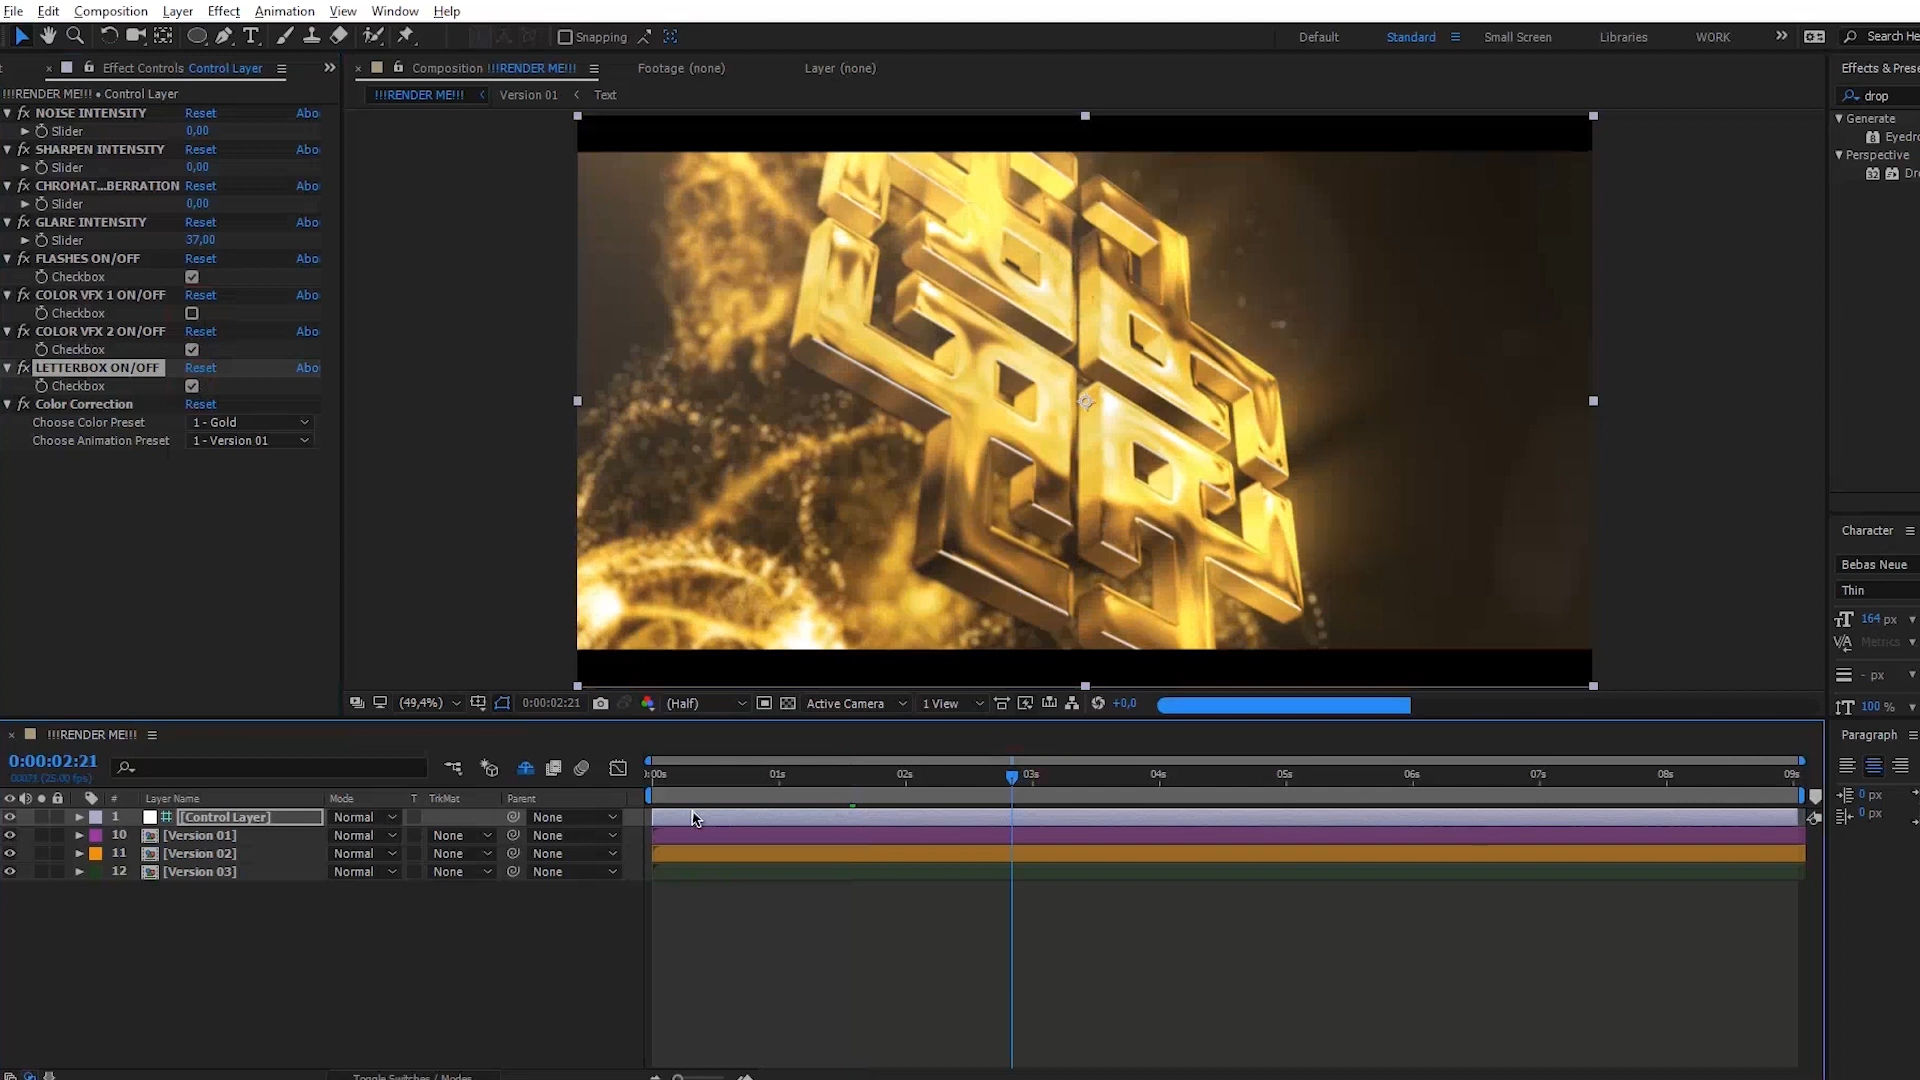 File Edit Composition Layer Effect Animation View Window Help
Snapping
Default Standard Small Screen Libraries WORK Search He
Effect Controls Control Layer
!!!RENDER ME!!! • Control Layer
NOISE INTENSITY Reset Abo
Slider 0,00
SHARPEN INTENSITY Reset Abo
Slider 0,00
CHROMAT...BERRATION Reset Abo
Slider 0,00
GLARE INTENSITY Reset Abo
Slider 37,00
FLASHES ON/OFF Reset Abo
Checkbox
COLOR VFX 1 ON/OFF Reset Abo
Checkbox
COLOR VFX 2 ON/OFF Reset Abo
Checkbox
LETTERBOX ON/OFF Reset Abo
Checkbox
Color Correction Reset
Choose Color Preset 1 - Gold
Choose Animation Preset 1 - Version 01
Composition !!!RENDER ME!!! Footage (none) Layer (none)
!!!RENDER ME!!! Version 01 Text
(49,4%) 0:00:02:21 (Half) Active Camera 1 View +0,0
Effects & Prese
drop
Generate
Eyedro
Perspective
Dro
Character
Bebas Neue
Thin
164 px
Metrics
- px
100 %
Paragraph
0 px
0 px
!!!RENDER ME!!!
0:00:02:21
00071 (25.00 fps)
# Layer Name Mode T TrkMat Parent
1 [Control Layer] Normal None
10 [Version 01] Normal None None
11 [Version 02] Normal None None
12 [Version 03] Normal None None
:00s 01s 02s 03s 04s 05s 06s 07s 08s 09s
Toggle Switches / Modes